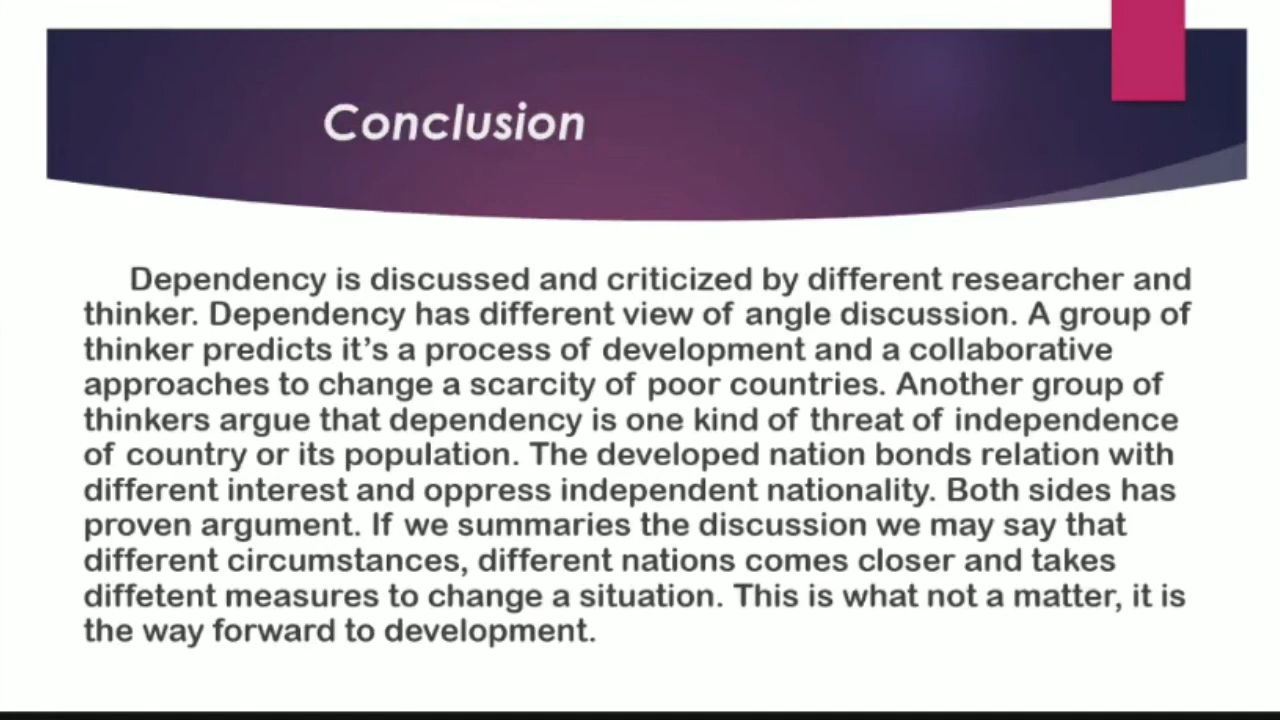 Conclusion
Dependency is discussed and criticized by different researcher and
thinker. Dependency has different view of angle discussion. A group of
thinker predicts it’s a process of development and a collaborative
approaches to change a scarcity of poor countries. Another group of
thinkers argue that dependency is one kind of threat of independence
of country or its population. The developed nation bonds relation with
different interest and oppress independent nationality. Both sides has
proven argument. If we summaries the discussion we may say that
different circumstances, different nations comes closer and takes
diffetent measures to change a situation. This is what not a matter, it is
the way forward to development.